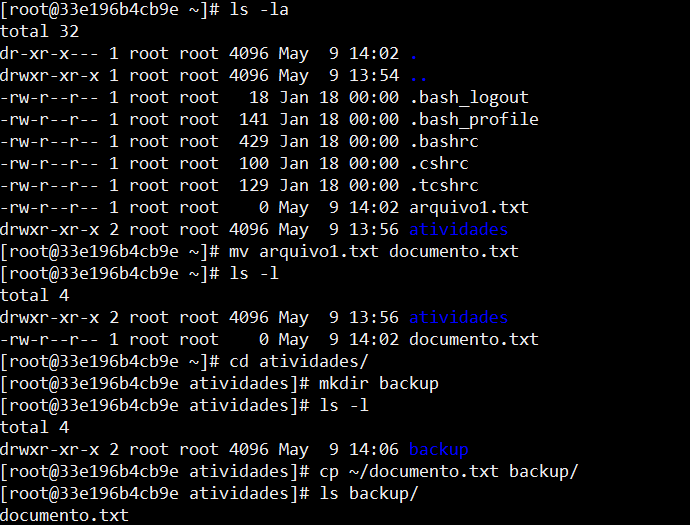 [root@33e196b4cb9e ~]# ls -la
total 32
dr-xr-x--- 1 root root 4096 May  9 14:02 .
drwxr-xr-x 1 root root 4096 May  9 13:54 ..
-rw-r--r-- 1 root root   18 Jan 18 00:00 .bash_logout
-rw-r--r-- 1 root root  141 Jan 18 00:00 .bash_profile
-rw-r--r-- 1 root root  429 Jan 18 00:00 .bashrc
-rw-r--r-- 1 root root  100 Jan 18 00:00 .cshrc
-rw-r--r-- 1 root root  129 Jan 18 00:00 .tcshrc
-rw-r--r-- 1 root root    0 May  9 14:02 arquivo1.txt
drwxr-xr-x 2 root root 4096 May  9 13:56 atividades
[root@33e196b4cb9e ~]# mv arquivo1.txt documento.txt
[root@33e196b4cb9e ~]# ls -l
total 4
drwxr-xr-x 2 root root 4096 May  9 13:56 atividades
-rw-r--r-- 1 root root    0 May  9 14:02 documento.txt
[root@33e196b4cb9e ~]# cd atividades/
[root@33e196b4cb9e atividades]# mkdir backup
[root@33e196b4cb9e atividades]# ls -l
total 4
drwxr-xr-x 2 root root 4096 May  9 14:06 backup
[root@33e196b4cb9e atividades]# cp ~/documento.txt backup/
[root@33e196b4cb9e atividades]# ls backup/
documento.txt